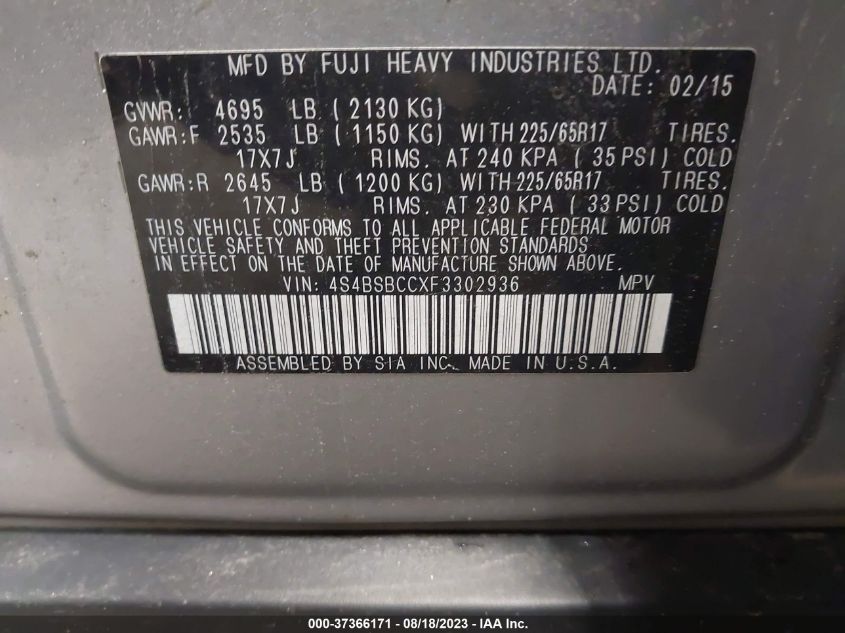 MFD BY FUJI HEAVY INDUSTRIES LTD.
DATE: 02/15
GVWR: 4695 LB ( 2130 KG)
GAWR:F 2535 LB ( 1150 KG) WITH 225/65R17 TIRES.
17X7J RIMS. AT 240 KPA ( 35 PSI) COLD
GAWR:R 2645 LB ( 1200 KG) WITH 225/65R17 TIRES.
17X7J RIMS. AT 230 KPA ( 33 PSI) COLD
THIS VEHICLE CONFORMS TO ALL APPLICABLE FEDERAL MOTOR
VEHICLE SAFETY AND THEFT PREVENTION STANDARDS
IN EFFECT ON THE DATE OF MANUFACTURE SHOWN ABOVE.
VIN: 4S4BSBCCXF3302936 MPV
ASSEMBLED BY SIA INC. MADE IN U.S.A.
000-37366171 - 08/18/2023 - IAA Inc.